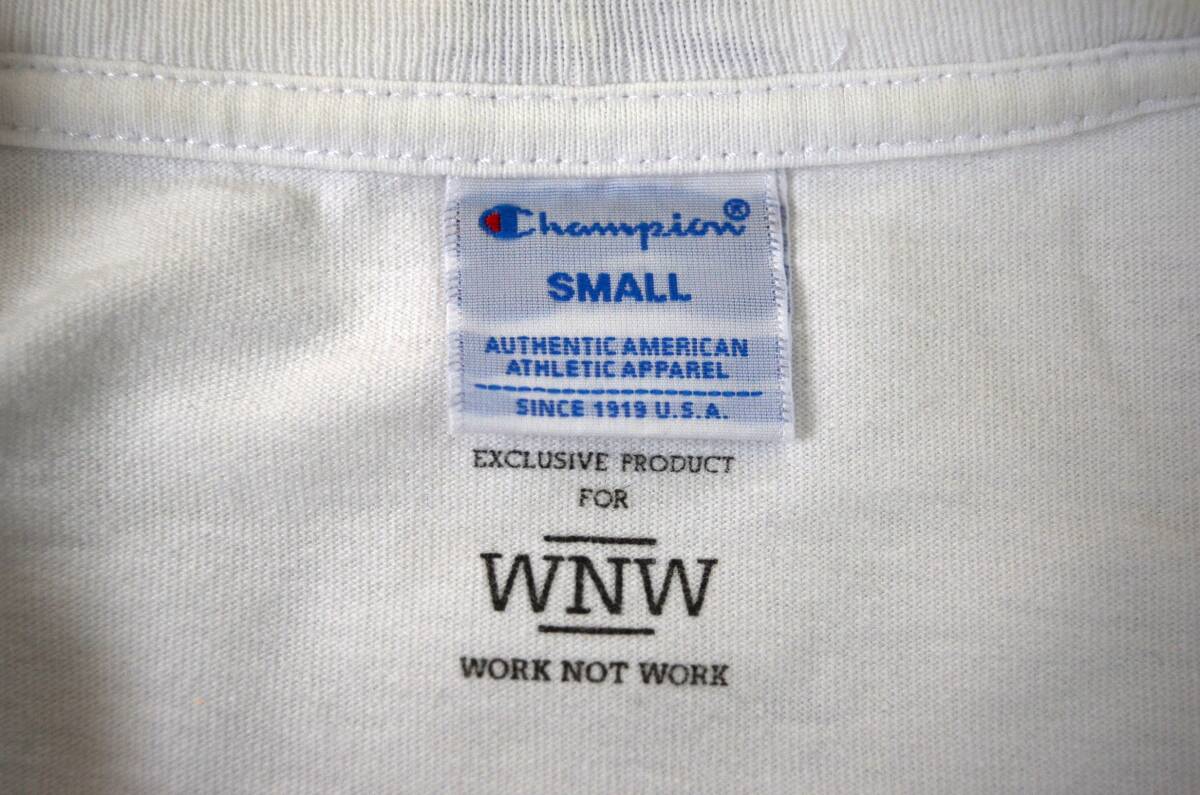 Champion®
SMALL
AUTHENTIC AMERICAN
ATHLETIC APPAREL
SINCE 1919 U.S.A.
EXCLUSIVE PRODUCT
FOR
WNW
WORK NOT WORK